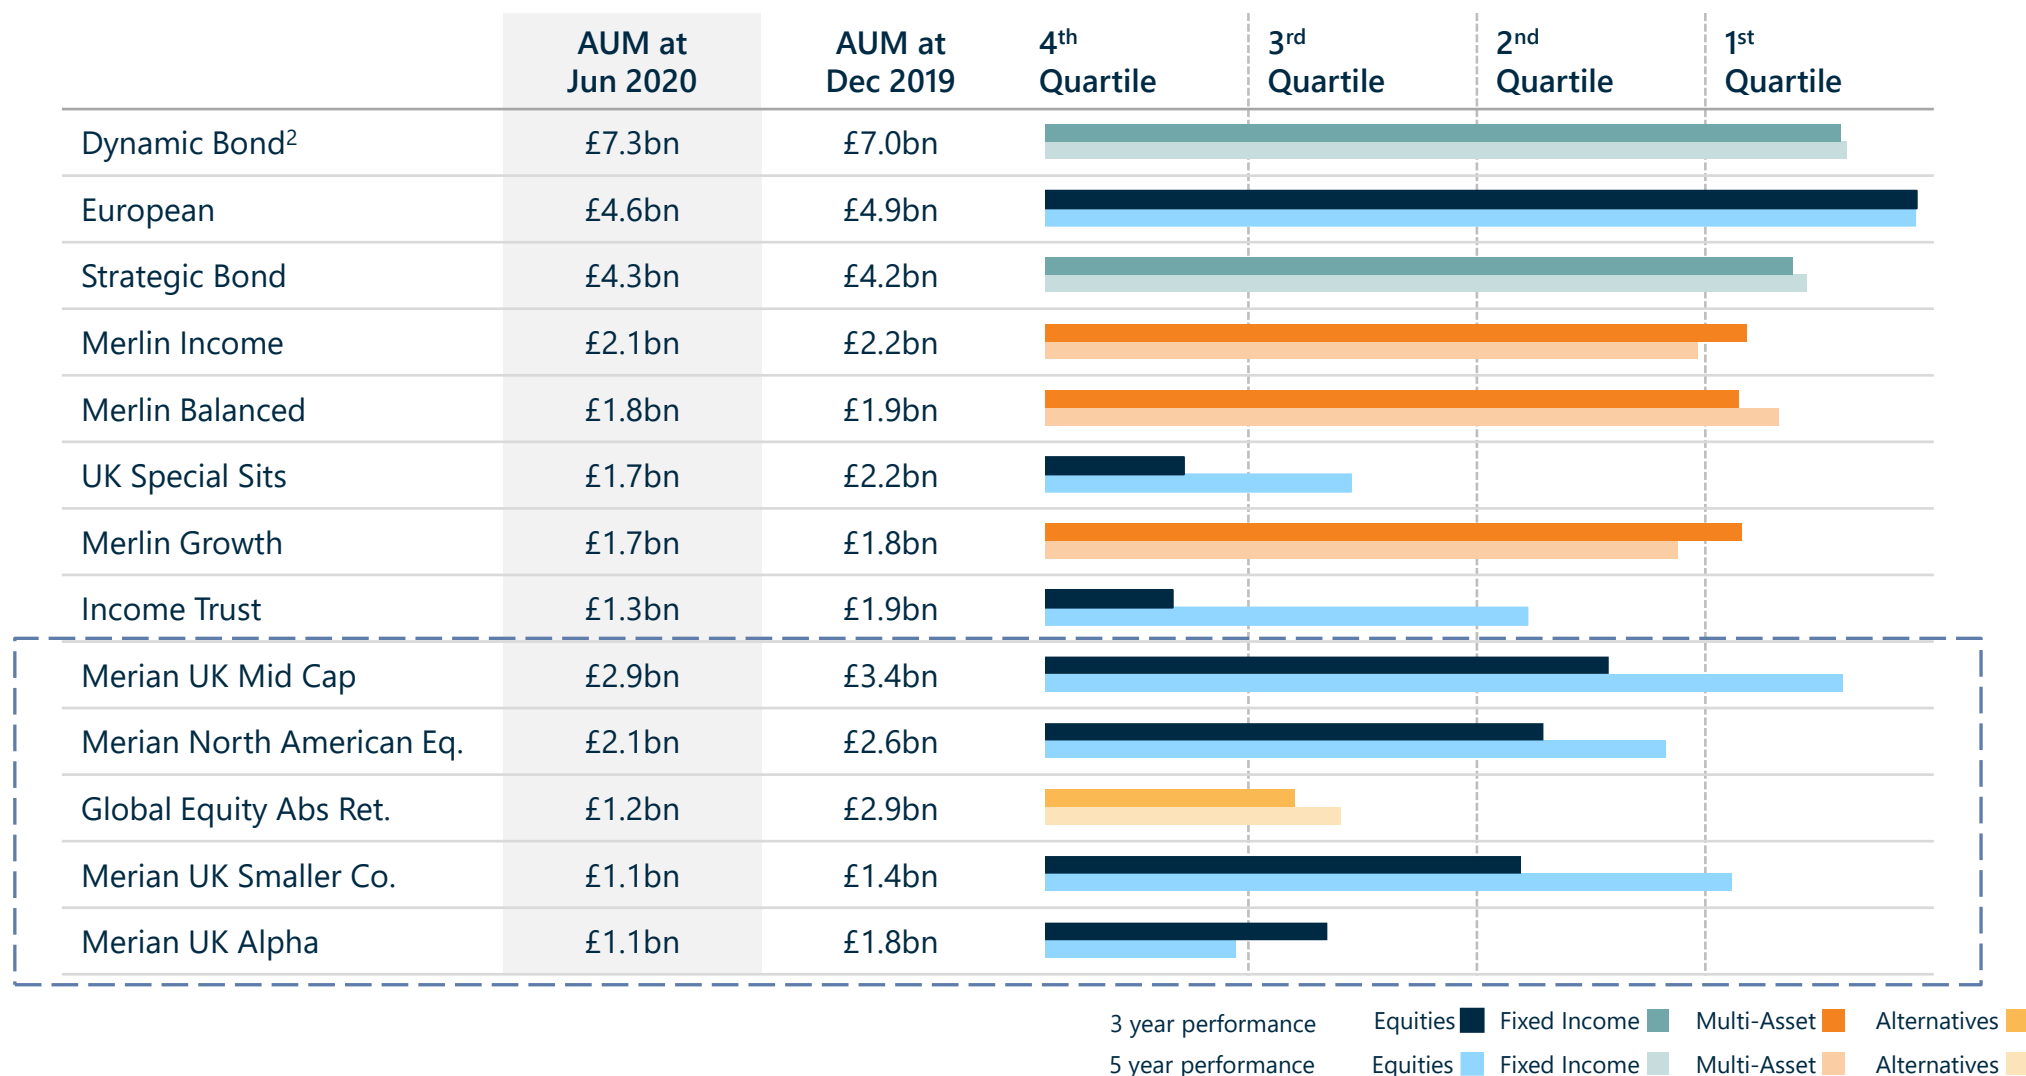 AUM at Jun 2020 AUM at Dec 2019 4th Quartile 3rd Quartile 2nd Quartile 1st Quartile
Dynamic Bond2 £7.3bn £7.0bn
European £4.6bn £4.9bn
Strategic Bond £4.3bn £4.2bn
Merlin Income £2.1bn £2.2bn
Merlin Balanced £1.8bn £1.9bn
UK Special Sits £1.7bn £2.2bn
Merlin Growth £1.7bn £1.8bn
Income Trust £1.3bn £1.9bn
Merian UK Mid Cap £2.9bn £3.4bn
Merian North American Eq. £2.1bn £2.6bn
Global Equity Abs Ret. £1.2bn £2.9bn
Merian UK Smaller Co. £1.1bn £1.4bn
Merian UK Alpha £1.1bn £1.8bn
3 year performance Equities Fixed Income Multi-Asset Alternatives
5 year performance Equities Fixed Income Multi-Asset Alternatives